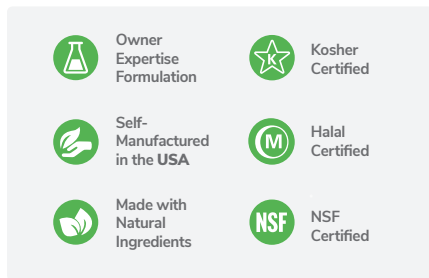 Owner
Expertise
Formulation
K
Kosher
Certified
Self-
Manufactured
in the USA
M
Halal
Certified
Made with
Natural
Ingredients
NSF
NSF
Certified